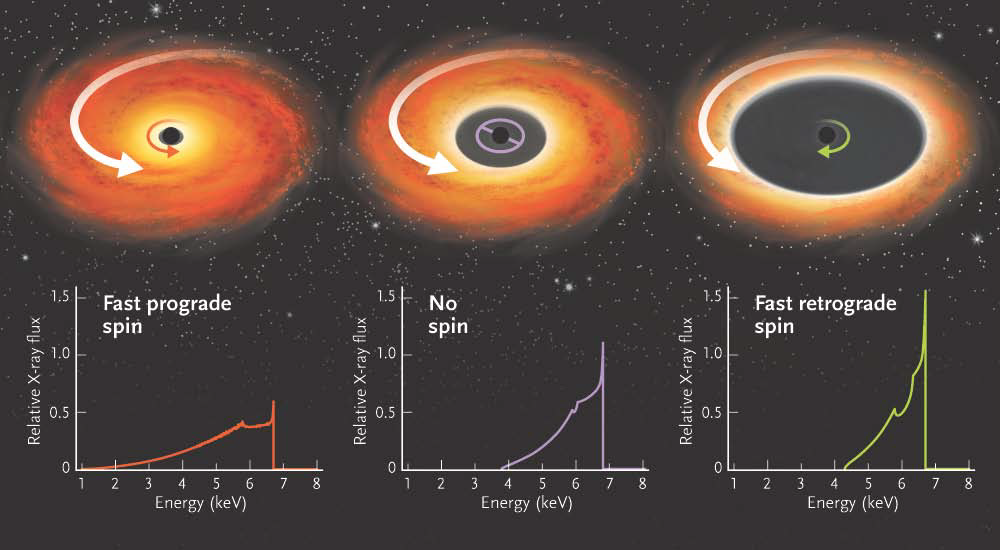 Fast prograde
spin
Relative X-ray flux
1.5
1.0
0.5
0
1 2 3 4 5 6 7 8
Energy (keV)
No
spin
Relative X-ray flux
1.5
1.0
0.5
0
1 2 3 4 5 6 7 8
Energy (keV)
Fast retrograde
spin
Relative X-ray flux
1.5
1.0
0.5
0
1 2 3 4 5 6 7 8
Energy (keV)